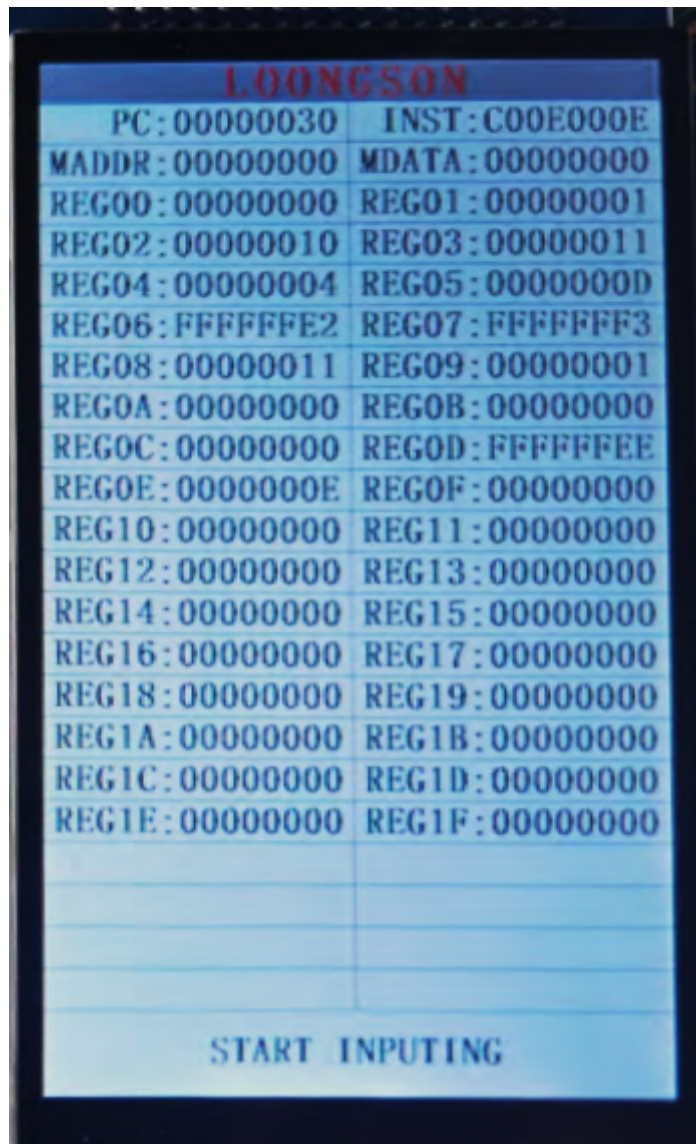 LOONGSON
PC:00000030 INST:C00E000E
MADDR:00000000 MDATA:00000000
REG00:00000000 REG01:00000001
REG02:00000010 REG03:00000011
REG04:00000004 REG05:0000000D
REG06:FFFFFFE2 REG07:FFFFFFF3
REG08:00000011 REG09:00000001
REG0A:00000000 REG0B:00000000
REG0C:00000000 REG0D:FFFFFFEE
REG0E:0000000E REG0F:00000000
REG10:00000000 REG11:00000000
REG12:00000000 REG13:00000000
REG14:00000000 REG15:00000000
REG16:00000000 REG17:00000000
REG18:00000000 REG19:00000000
REG1A:00000000 REG1B:00000000
REG1C:00000000 REG1D:00000000
REG1E:00000000 REG1F:00000000
START INPUTING